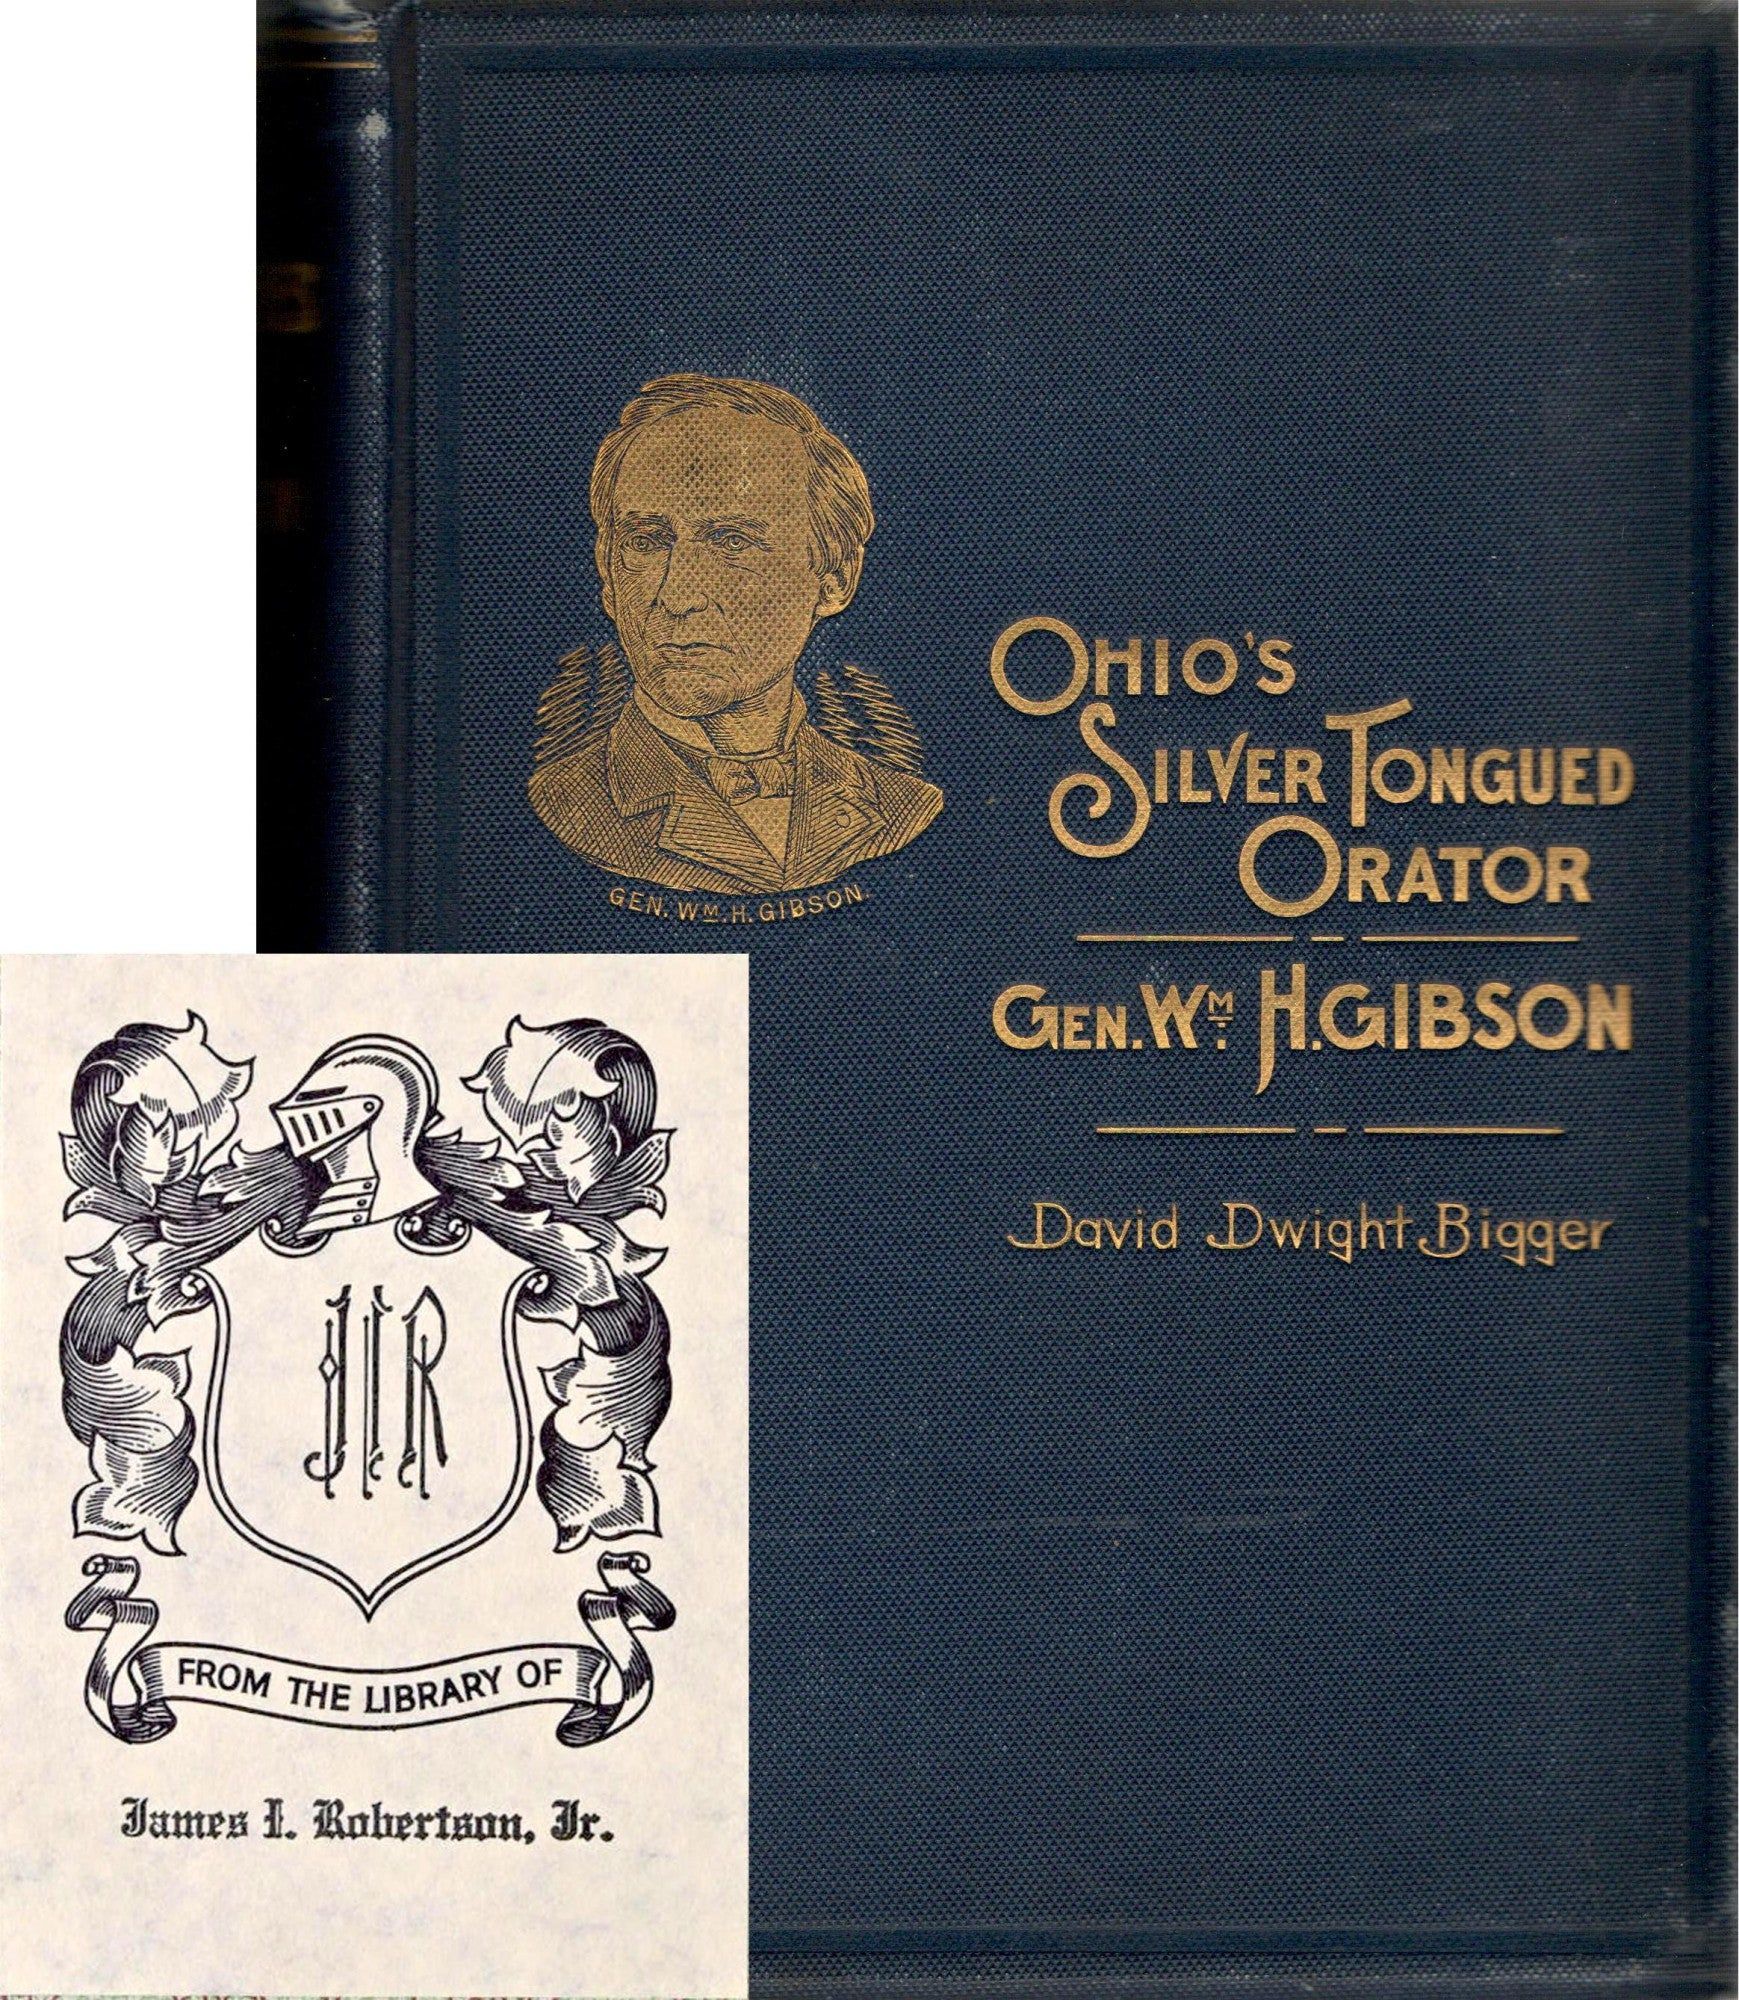 GEN. WM. H. GIBSON.
OHIO'S
SILVER TONGUED
ORATOR
GEN. WM. H. GIBSON
David Dwight Bigger
JIR
FROM THE LIBRARY OF
James I. Robertson, Jr.